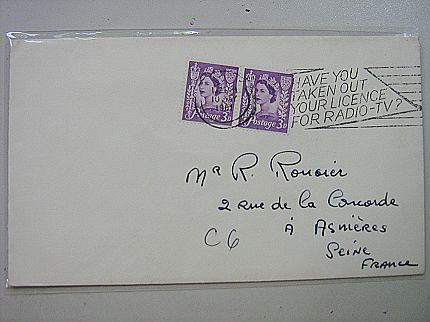 Postage 3D
Postage 3D
HAVE YOU
TAKEN OUT
YOUR LICENCE
FOR RADIO-TV?
Mr R. Rouoier
2 rue de la Concorde
à Asnières
C6
Seine
FRANCE